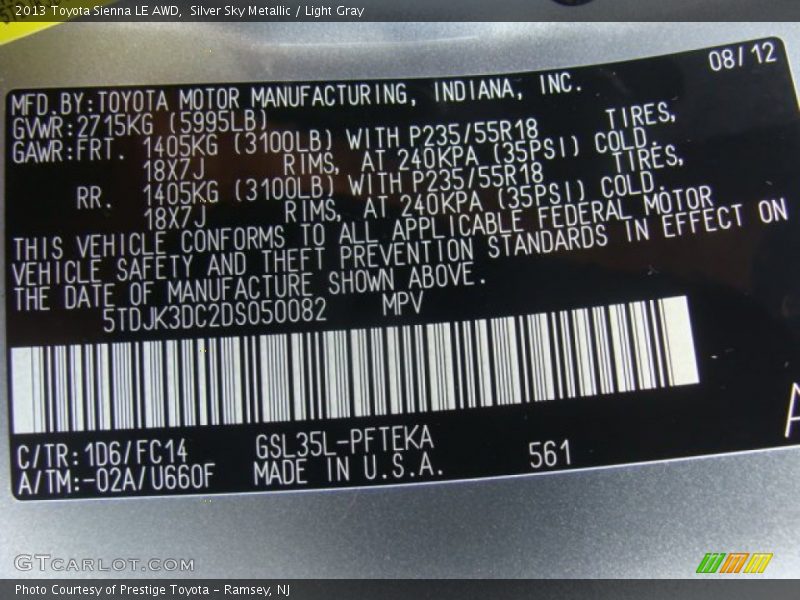 2013 Toyota Sienna LE AWD,  Silver Sky Metallic / Light Gray
08/12
MFD.BY:TOYOTA MOTOR MANUFACTURING, INDIANA, INC.
GVWR:2715KG (5995LB)
GAWR:FRT. 1405KG (3100LB) WITH P235/55R18 TIRES,
18X7J RIMS, AT 240KPA (35PSI) COLD.
RR. 1405KG (3100LB) WITH P235/55R18 TIRES,
18X7J RIMS, AT 240KPA (35PSI) COLD.
THIS VEHICLE CONFORMS TO ALL APPLICABLE FEDERAL MOTOR
VEHICLE SAFETY AND THEFT PREVENTION STANDARDS IN EFFECT ON
THE DATE OF MANUFACTURE SHOWN ABOVE.
5TDJK3DC2DS050082 MPV
C/TR:1D6/FC14 GSL35L-PFTEKA
A/TM:-02A/U660F MADE IN U.S.A. 561
A
GTCARLOT.COM
Photo Courtesy of Prestige Toyota - Ramsey, NJ